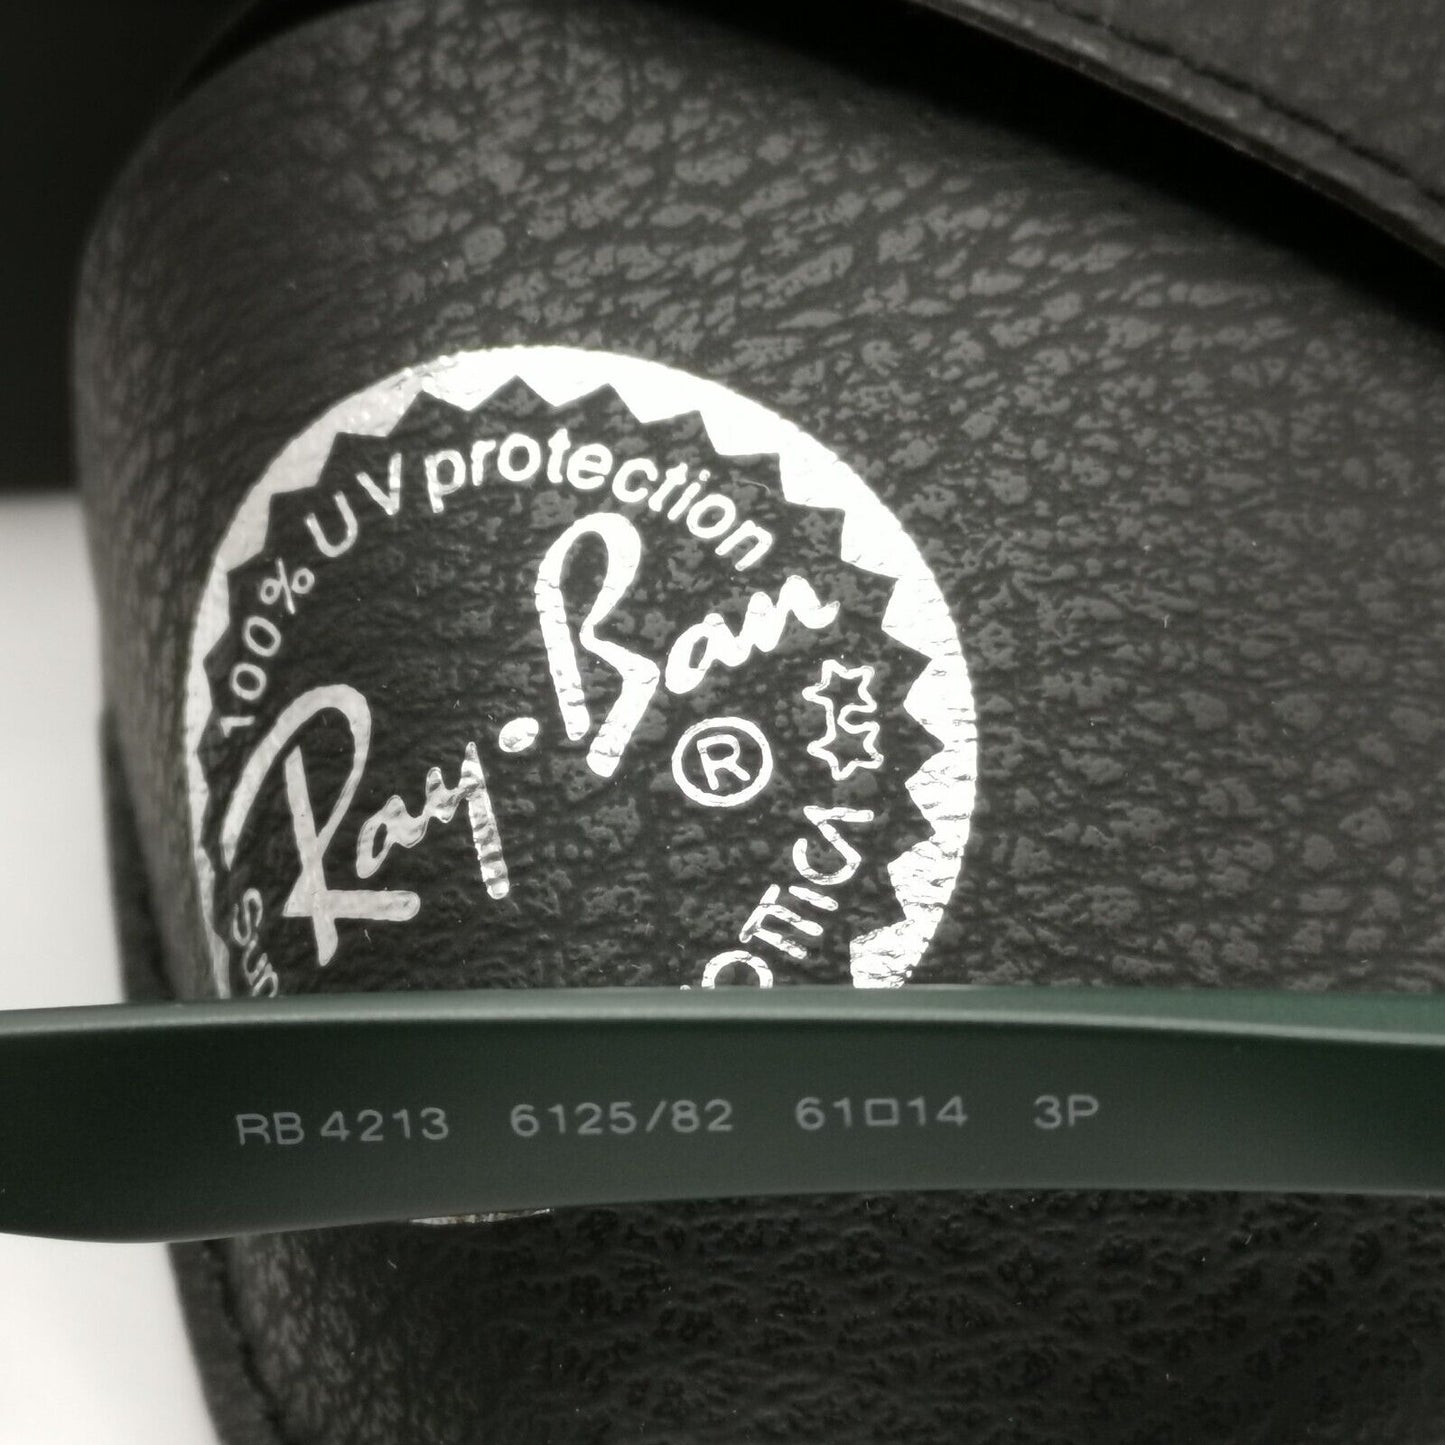 100% UV protection
Ray·Ban ®
RB 4213 6125/82 61□14 3P